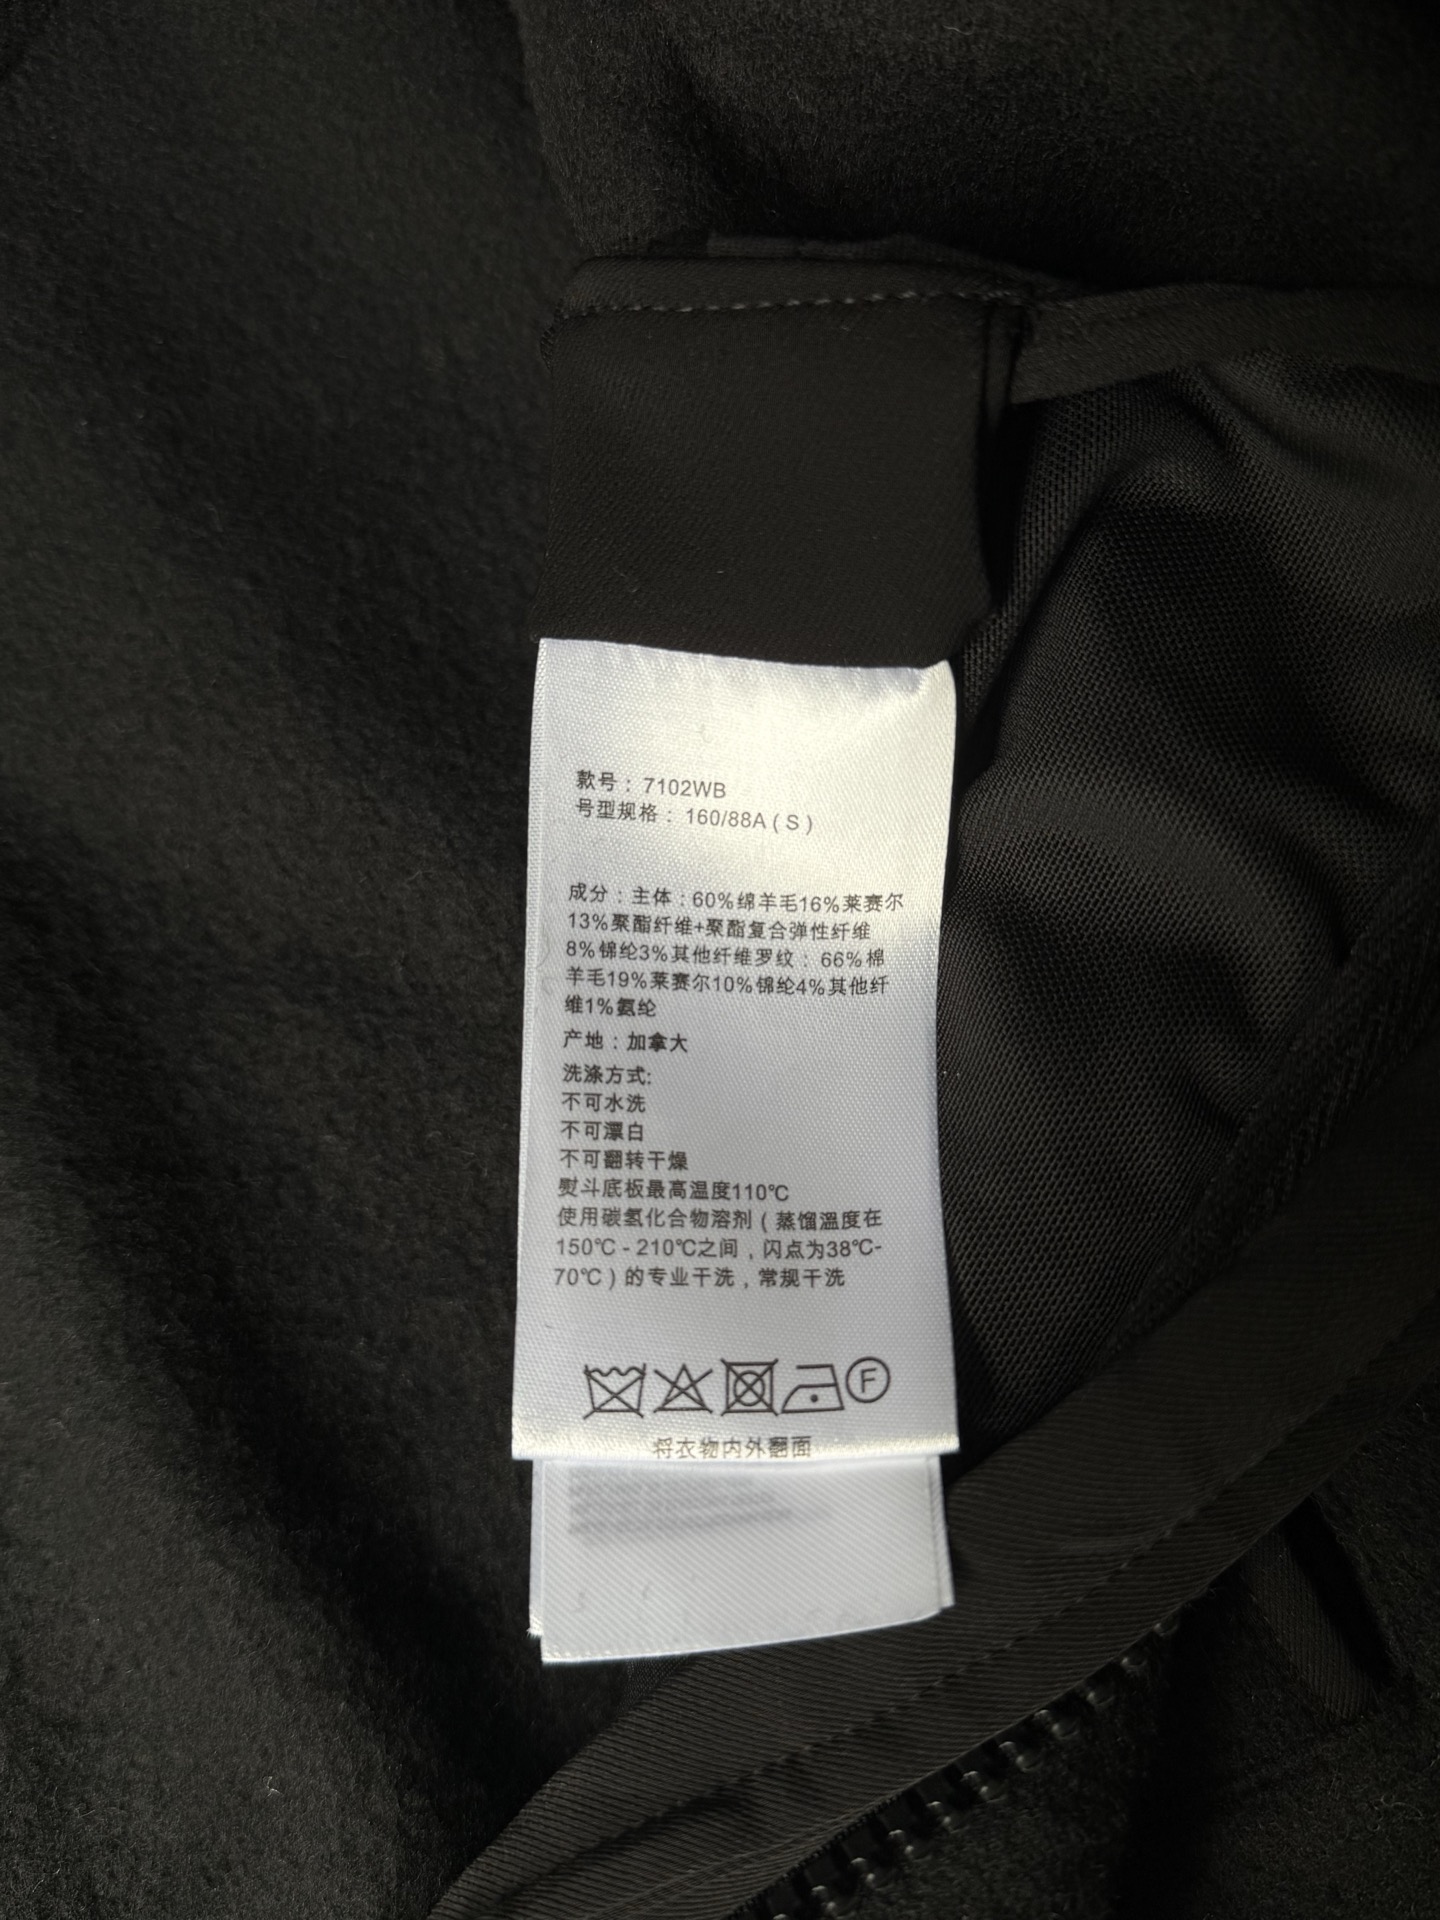 款号：7102WB
号型规格：160/88A ( S )
成分：主体：60%绵羊毛16%莱赛尔
13%聚酯纤维+聚酯复合弹性纤维
8%锦纶3%其他纤维罗纹：66%棉
羊毛19%莱赛尔10%锦纶4%其他纤
维1%氨纶
产地：加拿大
洗涤方式:
不可水洗
不可漂白
不可翻转干燥
熨斗底板最高温度110℃
使用碳氢化合物溶剂（蒸馏溫度在
150℃ - 210℃之间，闪点为38℃-
70℃）的专业干洗，常规干洗
F
将衣物内外翻面